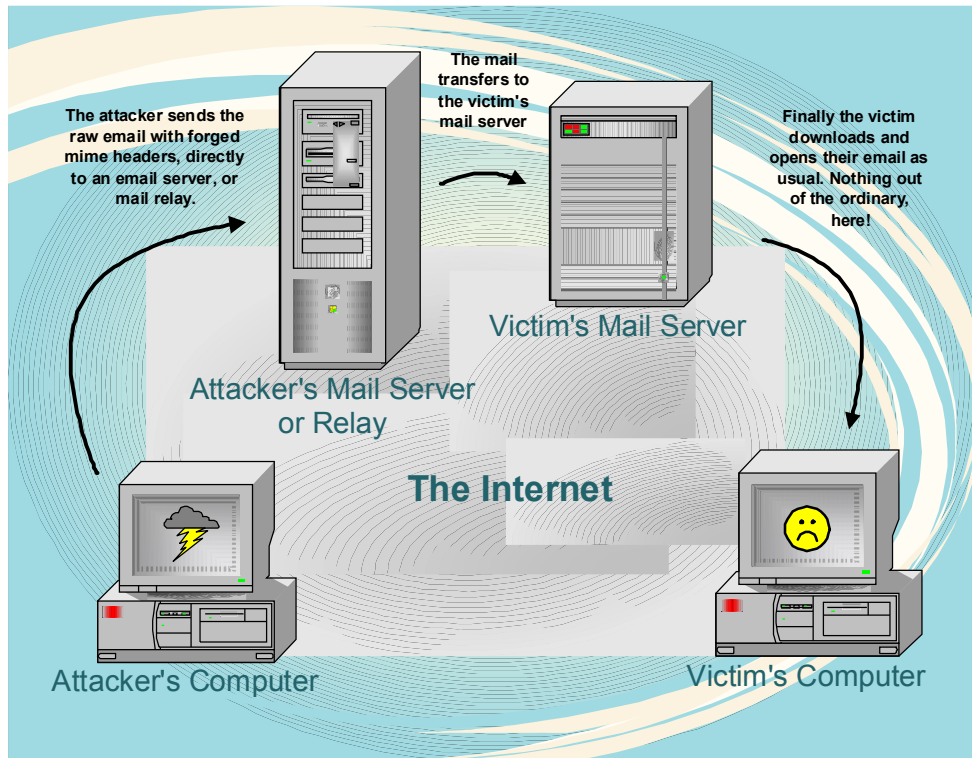 The attacker sends the
raw email with forged
mime headers, directly
to an email server, or
mail relay.
The mail
transfers to
the victim's
mail server
Finally the victim
downloads and
opens their email as
usual. Nothing out
of the ordinary,
here!
Victim's Mail Server
Attacker's Mail Server
or Relay
The Internet
Attacker's Computer
Victim's Computer